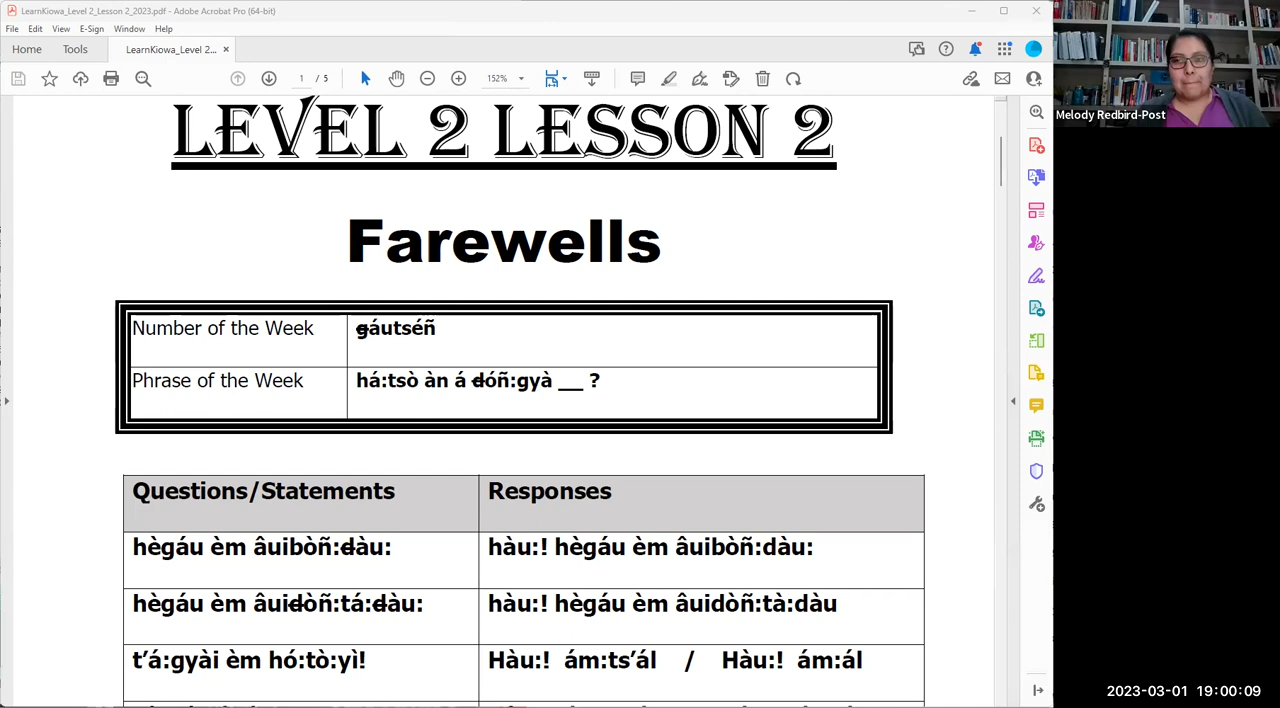 LearnKiowa_Level 2_Lesson 2_2023.pdf - Adobe Acrobat Pro (64-bit)
File Edit View E-Sign Window Help
Home Tools LearnKiowa_Level 2... ×
1 / 5 152%
Melody Redbird-Post
LEVEL 2 LESSON 2
Farewells
Number of the Week g̶áutséñ
Phrase of the Week há:tsò àn á d̶óñ:gyà __ ?
Questions/Statements Responses
hègáu èm âuibòñ:d̶àu: hàu:! hègáu èm âuibòñ:dàu:
hègáu èm âuid̶òñ:tá:d̶àu: hàu:! hègáu èm âuidòñ:tà:dàu
t’á:gyài èm hó:tò:yì! Hàu:! ám:ts’ál / Hàu:! ám:ál
2023-03-01 19:00:09